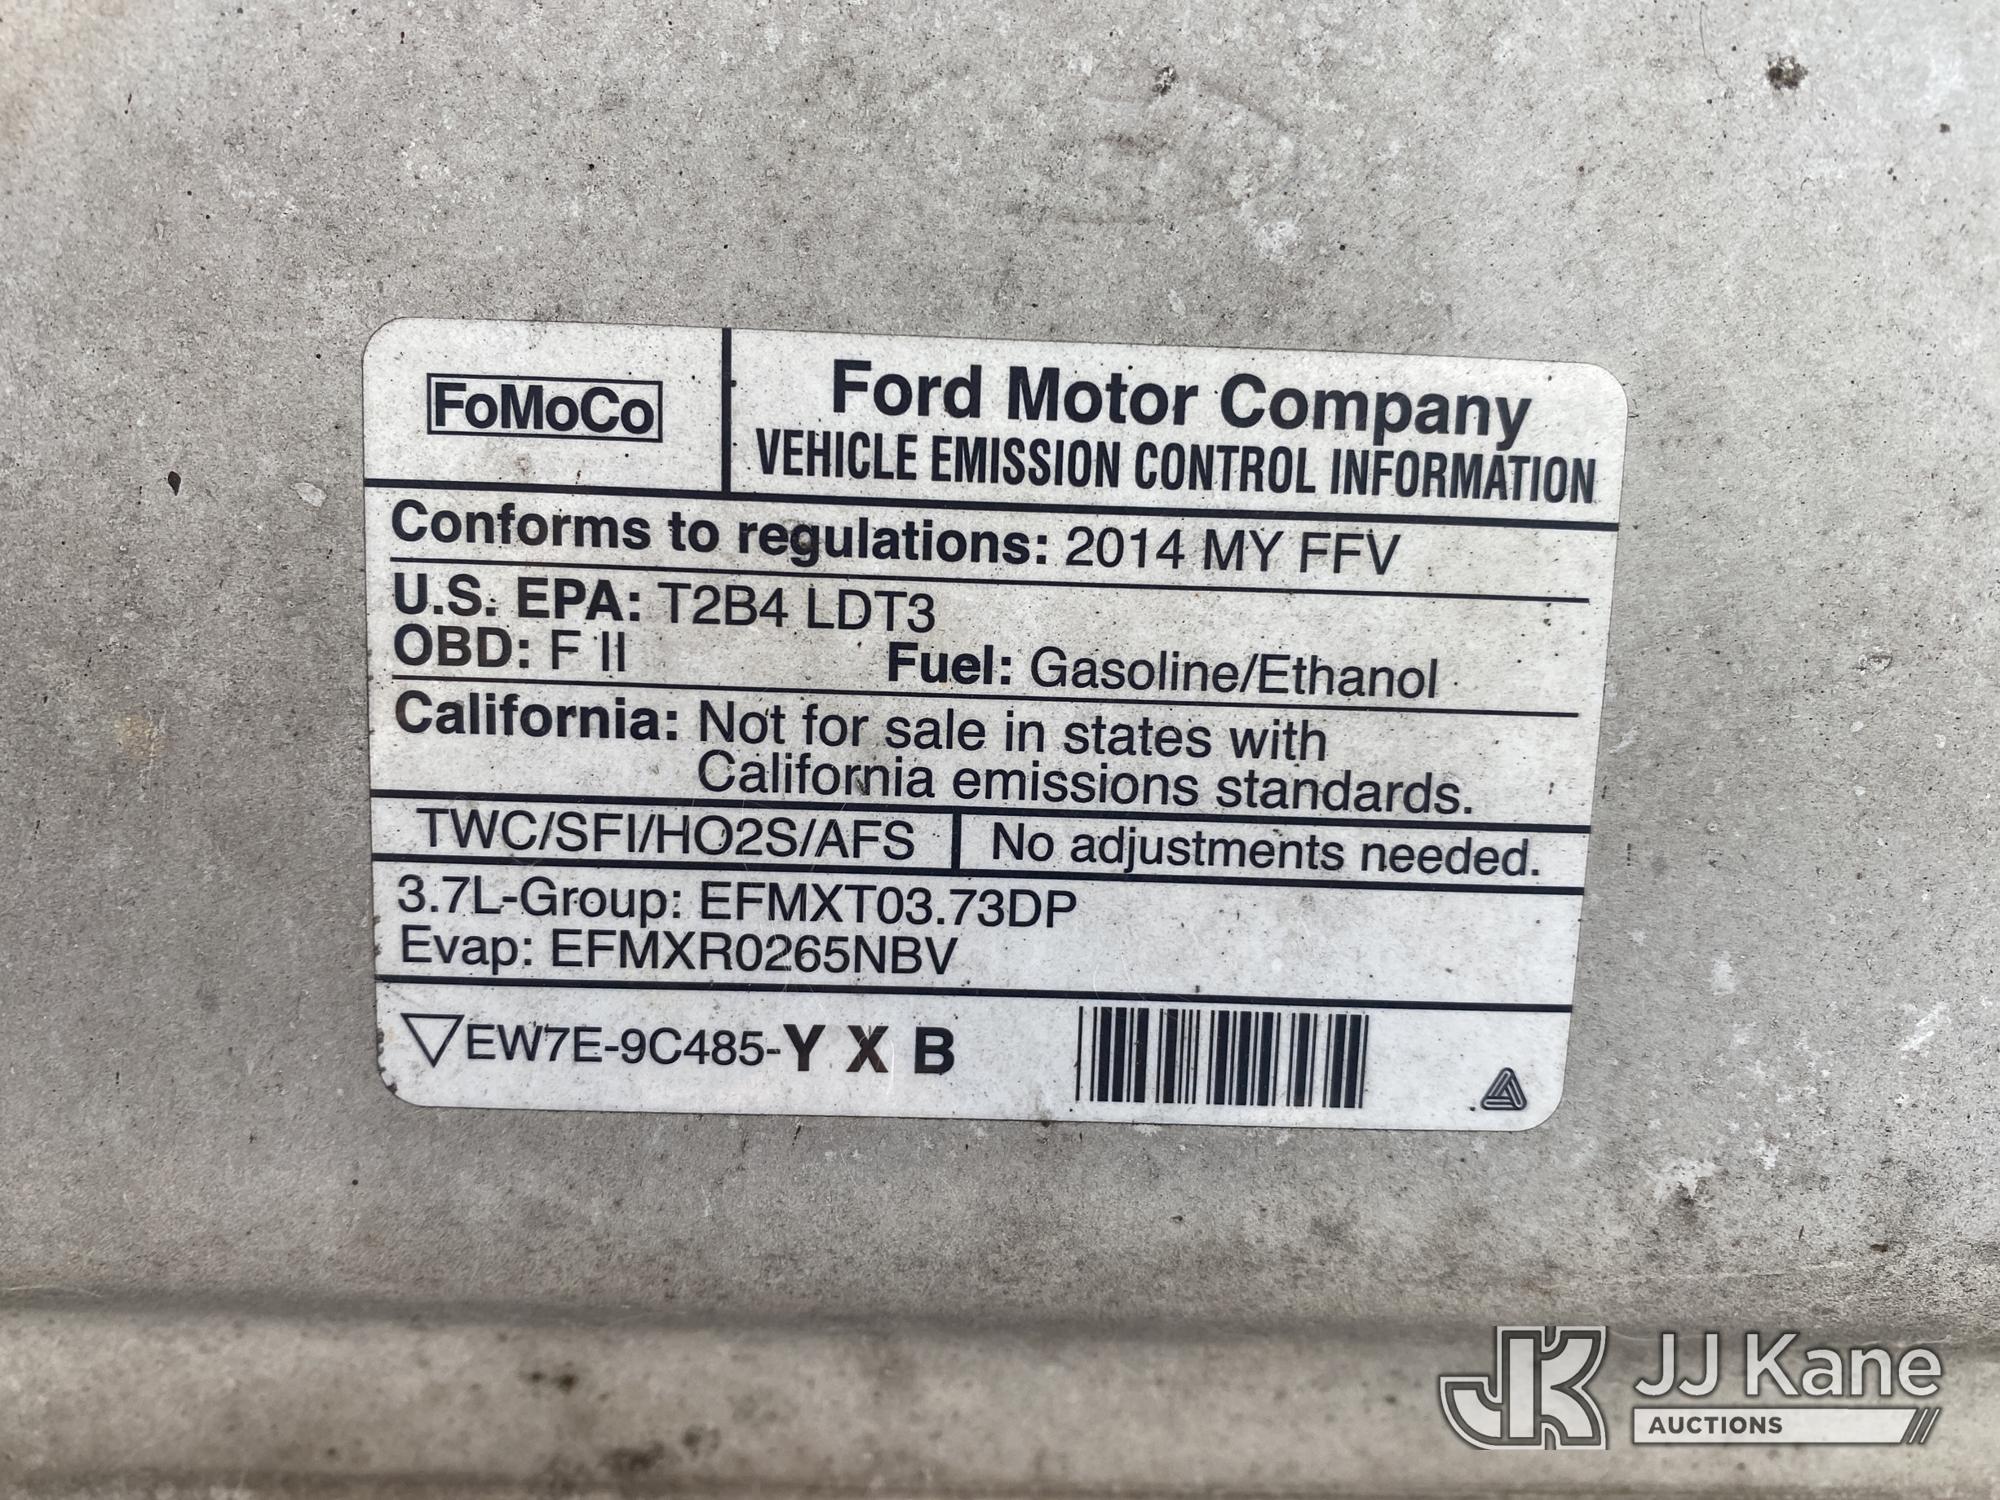 FoMoCo
Ford Motor Company
VEHICLE EMISSION CONTROL INFORMATION
Conforms to regulations: 2014 MY FFV
U.S. EPA: T2B4 LDT3
OBD: F II Fuel: Gasoline/Ethanol
California: Not for sale in states with
California emissions standards.
TWC/SFI/HO2S/AFS No adjustments needed.
3.7L-Group: EFMXT03.73DP
Evap: EFMXR0265NBV
EW7E-9C485-Y X B
JK JJ Kane
AUCTIONS